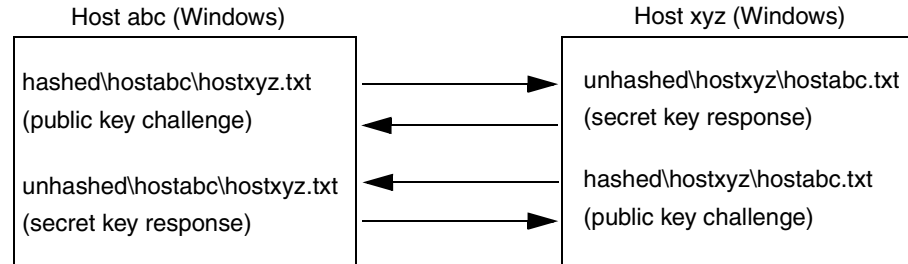 Host abc (Windows)
Host xyz (Windows)
hashed\hostabc\hostxyz.txt
(public key challenge)
unhashed\hostabc\hostxyz.txt
(secret key response)
unhashed\hostxyz\hostabc.txt
(secret key response)
hashed\hostxyz\hostabc.txt
(public key challenge)